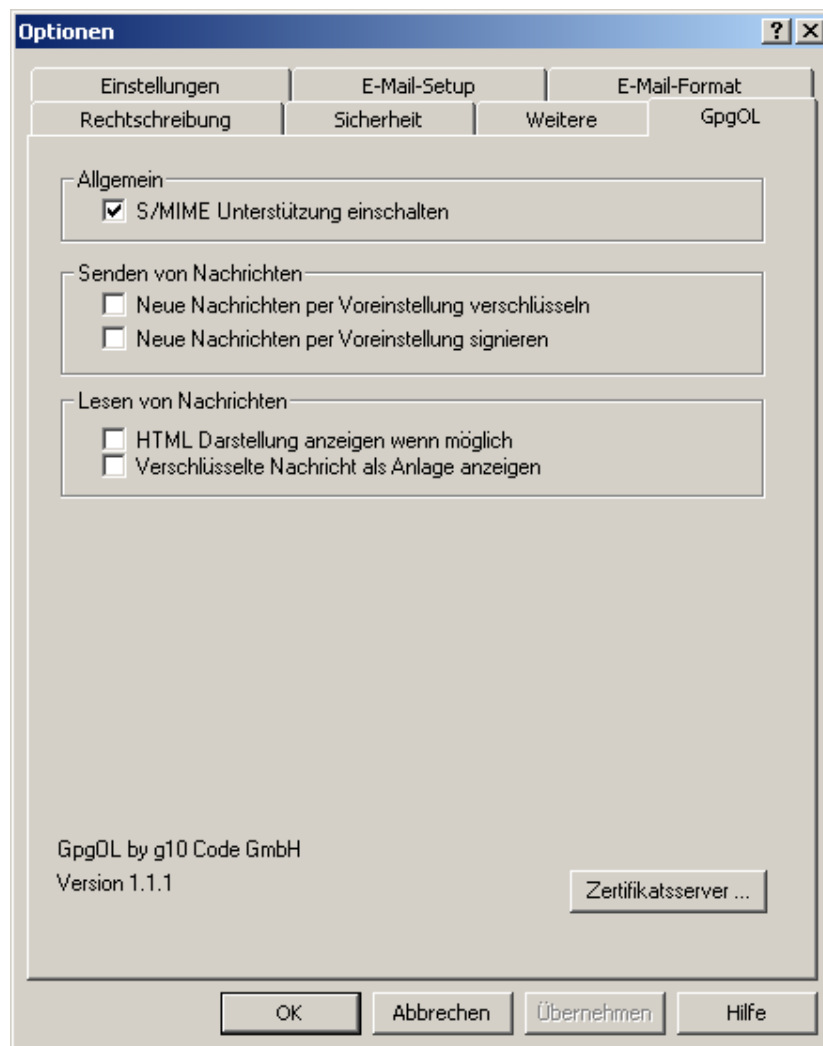 Optionen
Einstellungen
E-Mail-Setup
E-Mail-Format
Rechtschreibung
Sicherheit
Weitere
GpgOL
Allgemein
S/MIME Unterstützung einschalten
Senden von Nachrichten
Neue Nachrichten per Voreinstellung verschlüsseln
Neue Nachrichten per Voreinstellung signieren
Lesen von Nachrichten
HTML Darstellung anzeigen wenn möglich
Verschlüsselte Nachricht als Anlage anzeigen
GpgOL by g10 Code GmbH
Version 1.1.1
Zertifikatsserver ...
OK
Abbrechen
Übernehmen
Hilfe